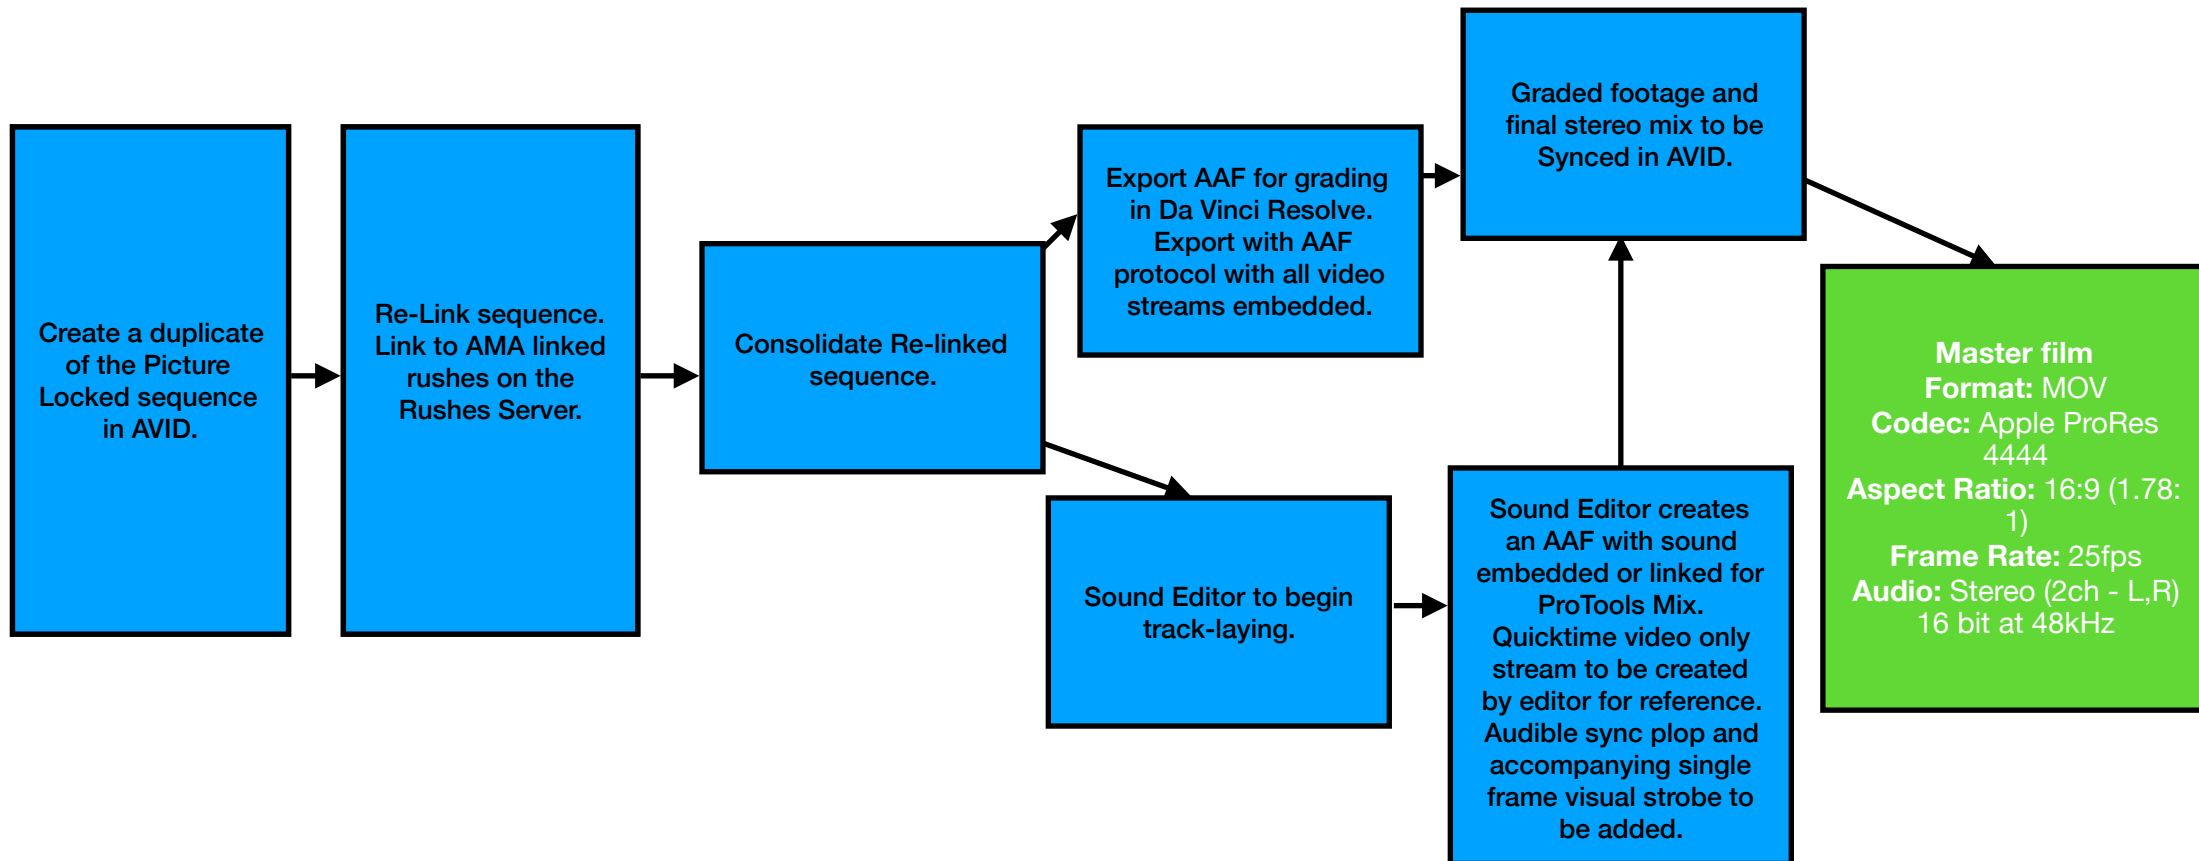 Create a duplicate
of the Picture
Locked sequence
in AVID.
Re-Link sequence.
Link to AMA linked
rushes on the
Rushes Server.
Consolidate Re-linked
sequence.
Export AAF for grading
in Da Vinci Resolve.
Export with AAF
protocol with all video
streams embedded.
Sound Editor to begin
track-laying.
Graded footage and
final stereo mix to be
Synced in AVID.
Sound Editor creates
an AAF with sound
embedded or linked for
ProTools Mix.
Quicktime video only
stream to be created
by editor for reference.
Audible sync plop and
accompanying single
frame visual strobe to
be added.
Master film
Format: MOV
Codec: Apple ProRes
4444
Aspect Ratio: 16:9 (1.78:
1)
Frame Rate: 25fps
Audio: Stereo (2ch - L,R)
16 bit at 48kHz